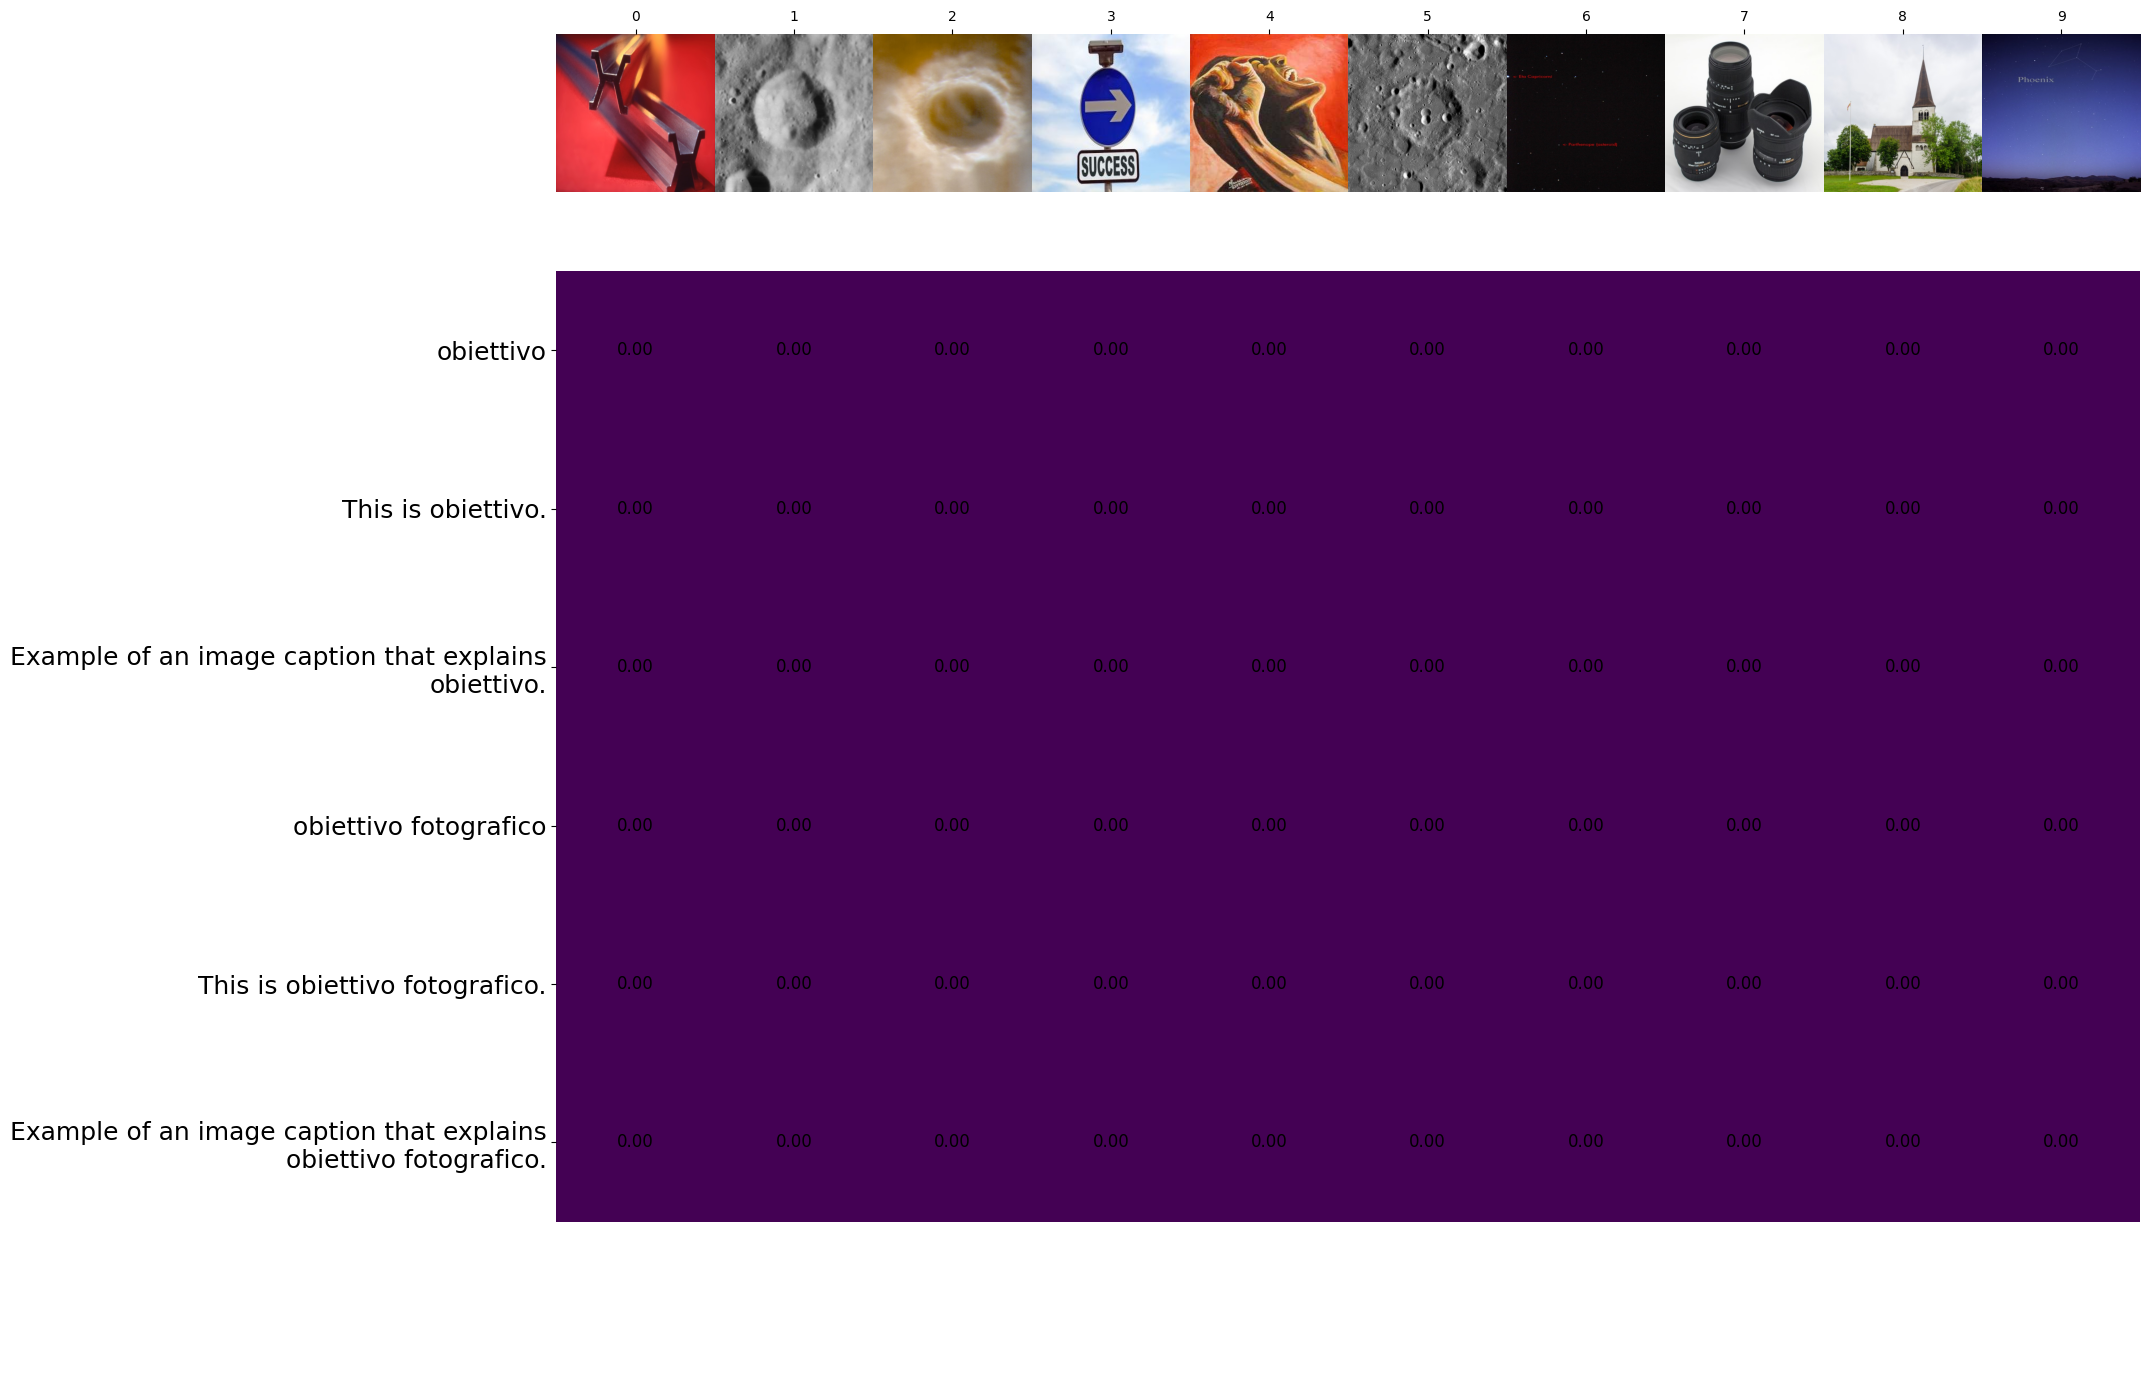 0 1 2 3 4 5 6 7 8 9
SUCCESS
Phoenix
obiettivo 0.00 0.00 0.00 0.00 0.00 0.00 0.00 0.00 0.00 0.00
This is obiettivo. 0.00 0.00 0.00 0.00 0.00 0.00 0.00 0.00 0.00 0.00
Example of an image caption that explains
obiettivo. 0.00 0.00 0.00 0.00 0.00 0.00 0.00 0.00 0.00 0.00
obiettivo fotografico 0.00 0.00 0.00 0.00 0.00 0.00 0.00 0.00 0.00 0.00
This is obiettivo fotografico. 0.00 0.00 0.00 0.00 0.00 0.00 0.00 0.00 0.00 0.00
Example of an image caption that explains
obiettivo fotografico. 0.00 0.00 0.00 0.00 0.00 0.00 0.00 0.00 0.00 0.00